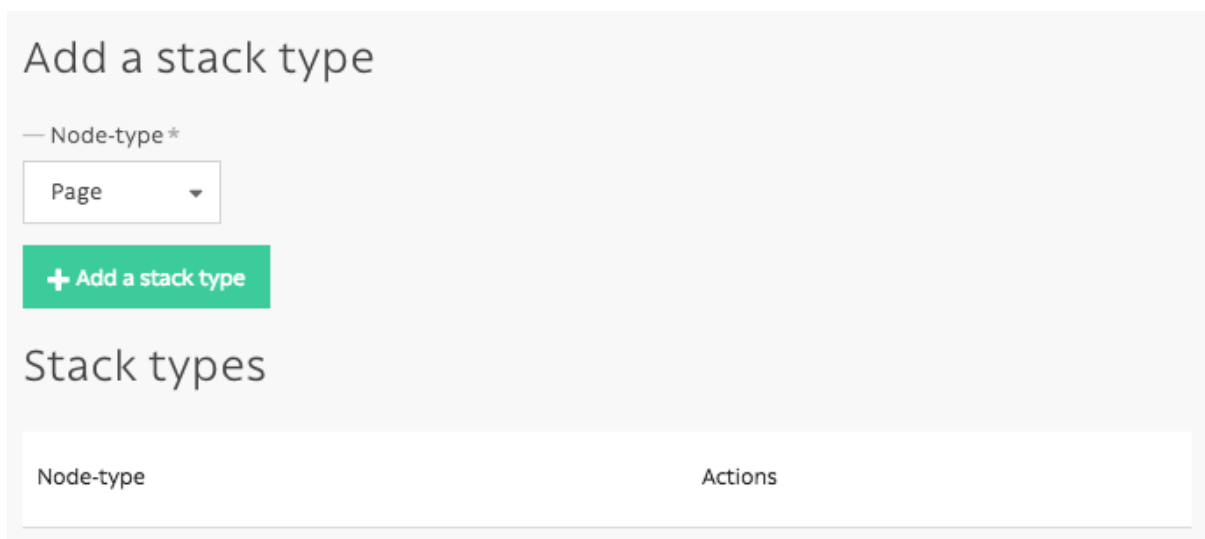 Add a stack type
— Node-type *
Page
+ Add a stack type
Stack types
Node-type Actions